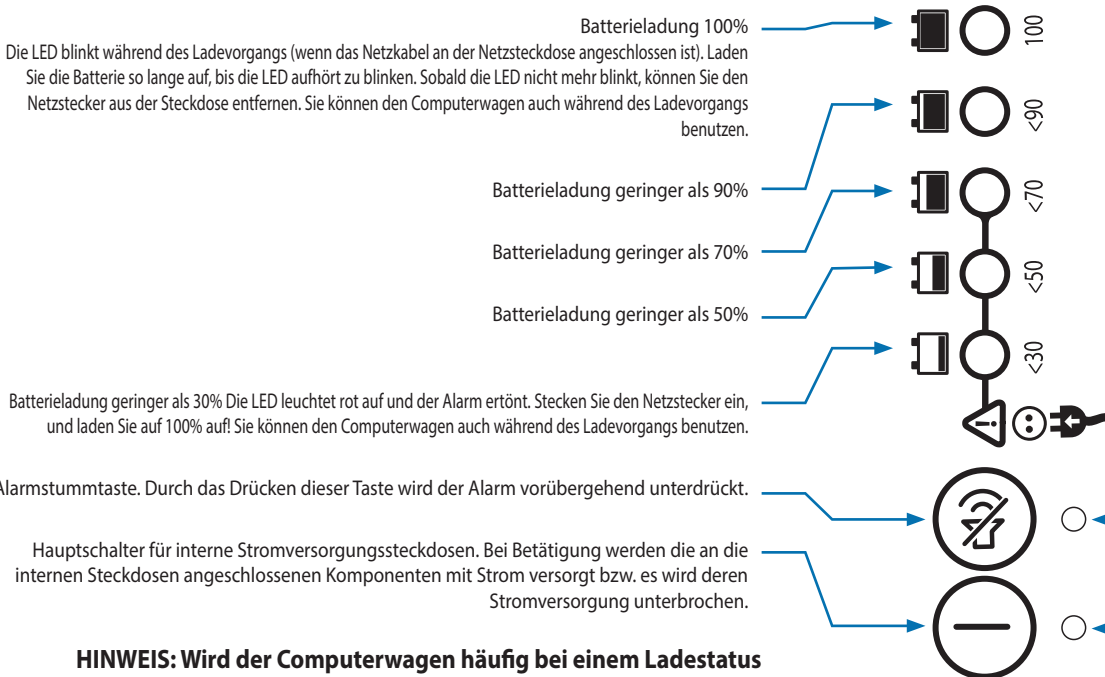 Batterieladung 100%
Die LED blinkt während des Ladevorgangs (wenn das Netzkabel an der Netzsteckdose angeschlossen ist). Laden
Sie die Batterie so lange auf, bis die LED aufhört zu blinken. Sobald die LED nicht mehr blinkt, können Sie den
Netzstecker aus der Steckdose entfernen. Sie können den Computerwagen auch während des Ladevorgangs
benutzen.
100
<90
Batterieladung geringer als 90%
<70
Batterieladung geringer als 70%
<50
Batterieladung geringer als 50%
<30
Batterieladung geringer als 30% Die LED leuchtet rot auf und der Alarm ertönt. Stecken Sie den Netzstecker ein,
und laden Sie auf 100% auf! Sie können den Computerwagen auch während des Ladevorgangs benutzen.
Alarmstummtaste. Durch das Drücken dieser Taste wird der Alarm vorübergehend unterdrückt.
Hauptschalter für interne Stromversorgungssteckdosen. Bei Betätigung werden die an die
internen Steckdosen angeschlossenen Komponenten mit Strom versorgt bzw. es wird deren
Stromversorgung unterbrochen.
HINWEIS: Wird der Computerwagen häufig bei einem Ladestatus